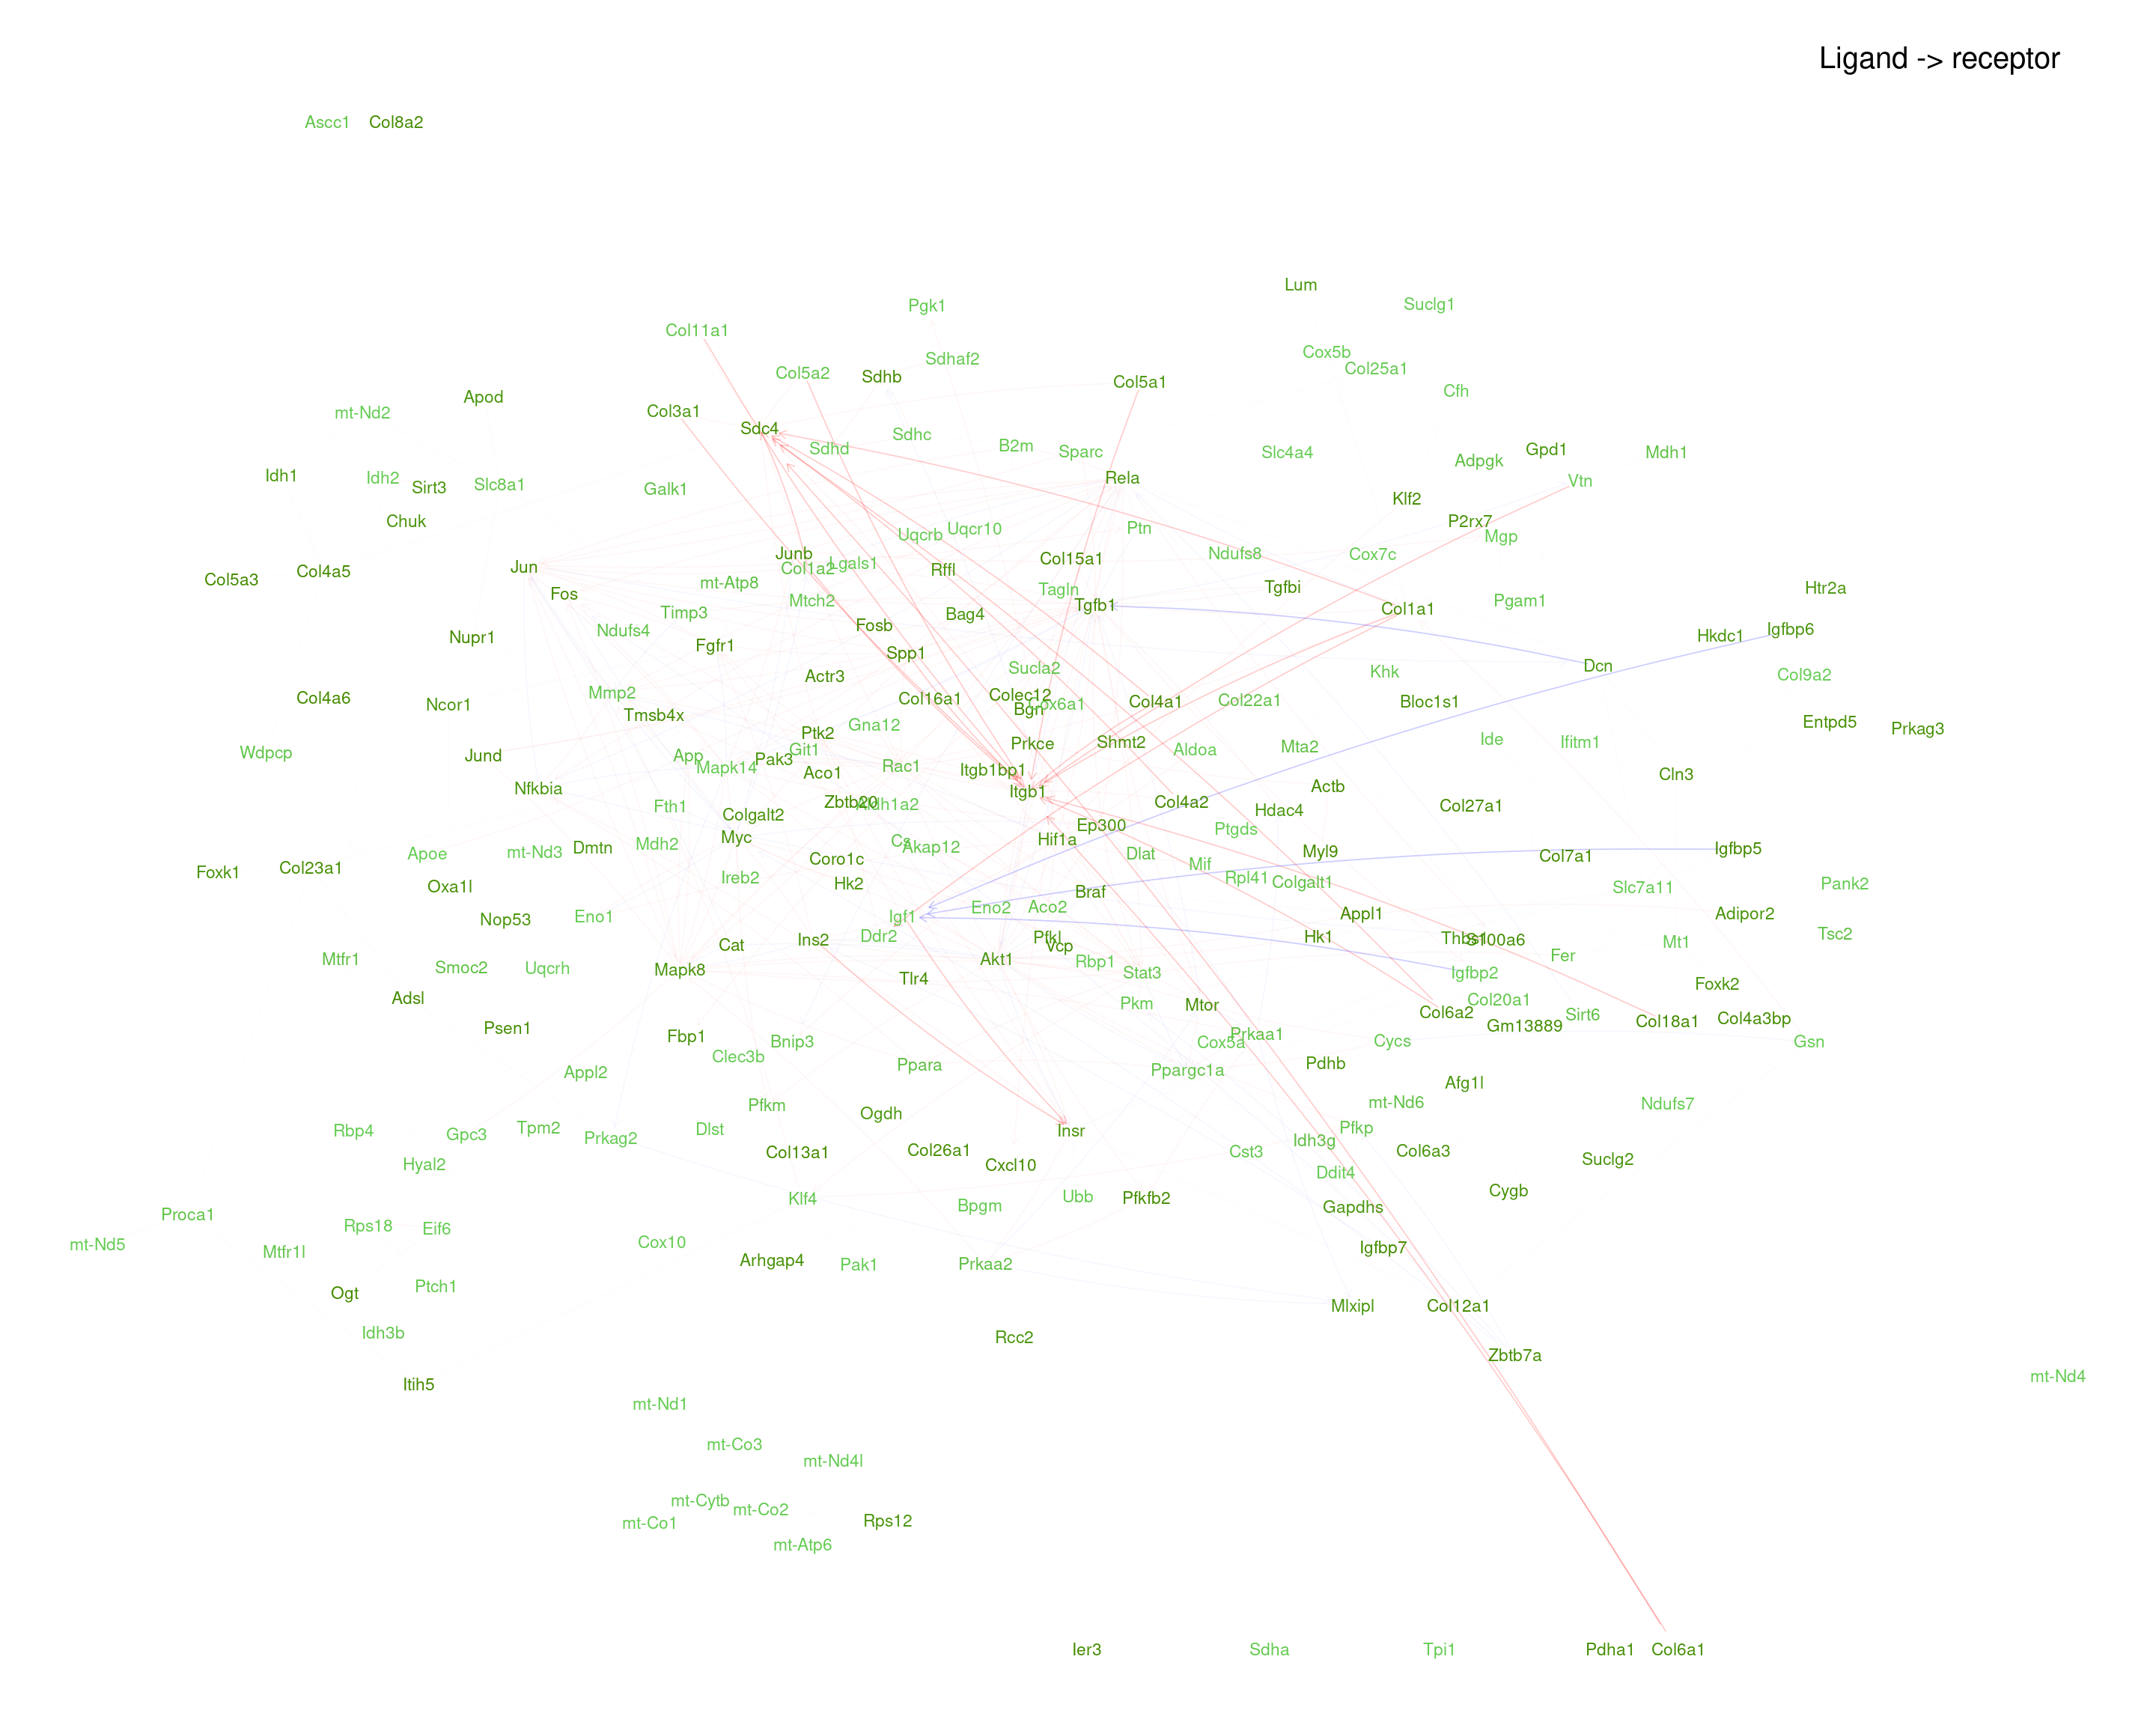 Ligand -> receptor
Ascc1 Col8a2
Lum
Suclg1
Pgk1
Col11a1
Cox5b
Sdhaf2
Col25a1
Col5a2
Sdhb
Col5a1
Cfh
Apod
mt-Nd2
Col3a1
Sdc4
Sdhc
B2m
Sdhd
Sparc
Slc4a4
Gpd1
Mdh1
Adpgk
Idh1
Idh2
Rela
Vtn
Sirt3
Slc8a1
Galk1
Klf2
Chuk
P2rx7
Uqcr10
Ptn
Uqcrb
Mgp
Junb
Ndufs8
Cox7c
Col15a1
Lgals1
Jun
Col1a2
Rffl
Col4a5
Col5a3
mt-Atp8
Tgfbi
Htr2a
Tagln
Fos
Mtch2
Pgam1
Tgfb1
Col1a1
Timp3
Bag4
Fosb
Igfbp6
Ndufs4
Hkdc1
Nupr1
Fgfr1
Spp1
Dcn
Sucla2
Khk
Actr3
Col9a2
Mmp2
Colec12
Col4a6
Col16a1
Col4a1
Col22a1
Bloc1s1
Ncor1
Cox6a1
Bgn
Tmsb4x
Entpd5
Gna12
Prkag3
Ptk2
Ide
Ifitm1
Shmt2
Prkce
Mta2
Git1
Aldoa
Wdpcp
Jund
App
Pak3
Rac1
Mapk14
Itgb1bp1
Aco1
Cln3
Actb
Nfkbia
Itgb1
Zbtb20
Col4a2
Aldh1a2
Fth1
Col27a1
Hdac4
Colgalt2
Ep300
Ptgds
Myc
Hif1a
Cs
Mdh2
Akap12
Dmtn
Igfbp5
mt-Nd3
Myl9
Apoe
Dlat
Col7a1
Coro1c
Mif
Col23a1
Foxk1
Ireb2
Rpl41
Colgalt1
Hk2
Pank2
Oxa1l
Slc7a11
Braf
Eno2
Aco2
Appl1
Adipor2
Eno1
Igf1
Nop53
Tsc2
Ddr2
Pfkl
Hk1
Thbs1
S100a6
Ins2
Mt1
Cat
Vcp
Fer
Mtfr1
Akt1
Rbp1
Smoc2
Uqcrh
Mapk8
Stat3
Igfbp2
Tlr4
Foxk2
Adsl
Col20a1
Pkm
Mtor
Col6a2
Sirt6
Col4a3bp
Col18a1
Gm13889
Psen1
Prkaa1
Fbp1
Bnip3
Cox5a
Cycs
Gsn
Clec3b
Pdhb
Ppara
Ppargc1a
Appl2
Afg1l
mt-Nd6
Ndufs7
Pfkm
Ogdh
Tpm2
Pfkp
Dlst
Rbp4
Insr
Gpc3
Prkag2
Idh3g
Col26a1
Col6a3
Cst3
Col13a1
Suclg2
Hyal2
Cxcl10
Ddit4
Cygb
Ubb
Klf4
Pfkfb2
Bpgm
Gapdhs
Proca1
Rps18
Eif6
Cox10
mt-Nd5
Igfbp7
Mtfr1l
Arhgap4
Pak1
Prkaa2
Ptch1
Ogt
Mlxipl
Col12a1
Idh3b
Rcc2
Zbtb7a
mt-Nd4
Itih5
mt-Nd1
mt-Co3
mt-Nd4l
mt-Cytb
mt-Co2
Rps12
mt-Co1
mt-Atp6
Ier3
Sdha
Tpi1
Pdha1
Col6a1